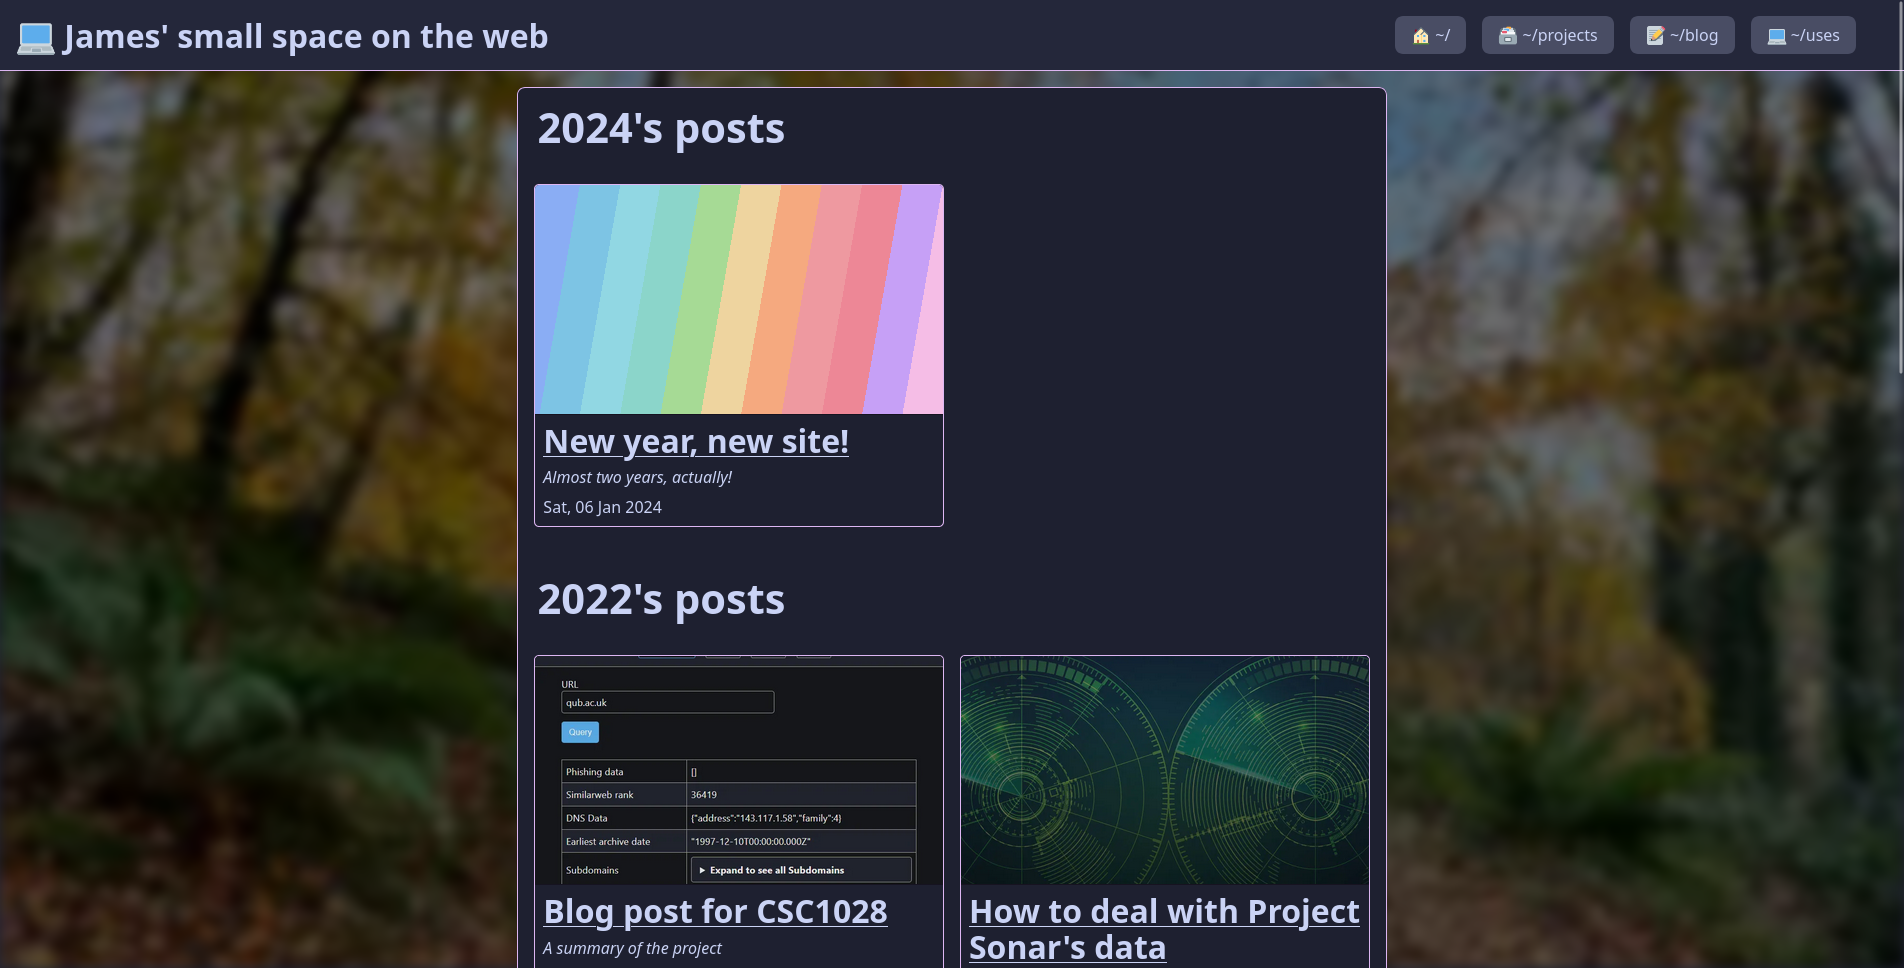 💻 James' small space on the web
🏠 ~/
🗃️ ~/projects
📝 ~/blog
💻 ~/uses
2024's posts
New year, new site!
Almost two years, actually!
Sat, 06 Jan 2024
2022's posts
URL
qub.ac.uk
Query
Phishing data []
Similarweb rank 36419
DNS Data {"address":"143.117.1.58","family":4}
Earliest archive date "1997-12-10T00:00:00.000Z"
Subdomains ▶ Expand to see all Subdomains
Blog post for CSC1028
A summary of the project
How to deal with Project
Sonar's data